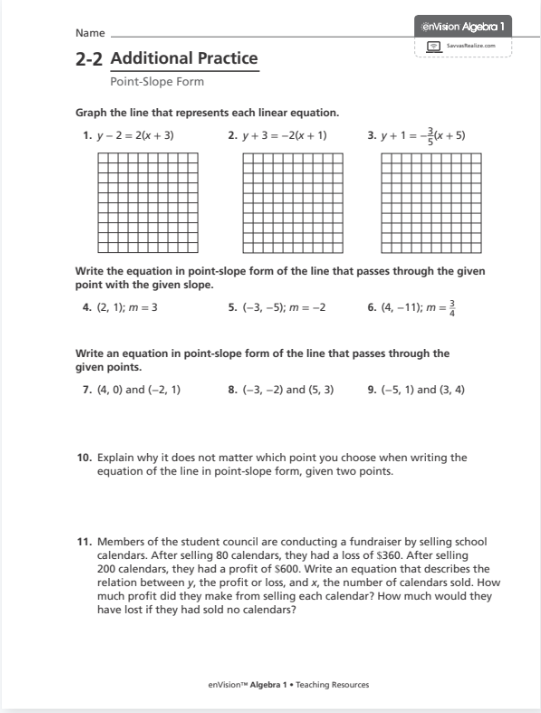 enVision Algebra 1
SavvasRealize.com
Name
2-2 Additional Practice
Point-Slope Form
Graph the line that represents each linear equation.
1. y − 2 = 2(x + 3) 2. y + 3 = −2(x + 1) 3. y + 1 = −3/5(x + 5)
Write the equation in point-slope form of the line that passes through the given
point with the given slope.
4. (2, 1); m = 3 5. (−3, −5); m = −2 6. (4, −11); m = 3/4
Write an equation in point-slope form of the line that passes through the
given points.
7. (4, 0) and (−2, 1) 8. (−3, −2) and (5, 3) 9. (−5, 1) and (3, 4)
10. Explain why it does not matter which point you choose when writing the
equation of the line in point-slope form, given two points.
11. Members of the student council are conducting a fundraiser by selling school
calendars. After selling 80 calendars, they had a loss of $360. After selling
200 calendars, they had a profit of $600. Write an equation that describes the
relation between y, the profit or loss, and x, the number of calendars sold. How
much profit did they make from selling each calendar? How much would they
have lost if they had sold no calendars?
enVision™ Algebra 1 • Teaching Resources